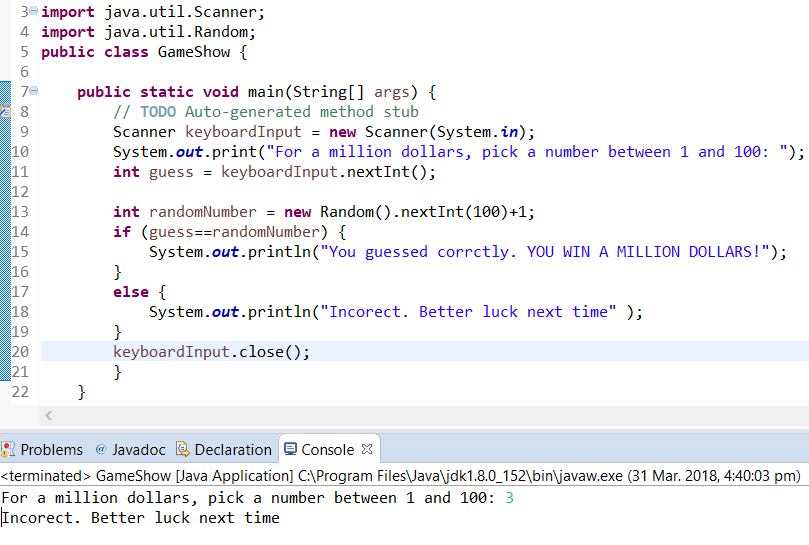 3 import java.util.Scanner;
4 import java.util.Random;
5 public class GameShow {
6
7 public static void main(String[] args) {
8 // TODO Auto-generated method stub
9 Scanner keyboardInput = new Scanner(System.in);
10 System.out.print("For a million dollars, pick a number between 1 and 100: ");
11 int guess = keyboardInput.nextInt();
12
13 int randomNumber = new Random().nextInt(100)+1;
14 if (guess==randomNumber) {
15 System.out.println("You guessed corrctly. YOU WIN A MILLION DOLLARS!");
16 }
17 else {
18 System.out.println("Incorect. Better luck next time" );
19 }
20 keyboardInput.close();
21 }
22 }
Problems @ Javadoc Declaration Console
<terminated> GameShow [Java Application] C:\Program Files\Java\jdk1.8.0_152\bin\javaw.exe (31 Mar. 2018, 4:40:03 pm)
For a million dollars, pick a number between 1 and 100: 3
Incorect. Better luck next time